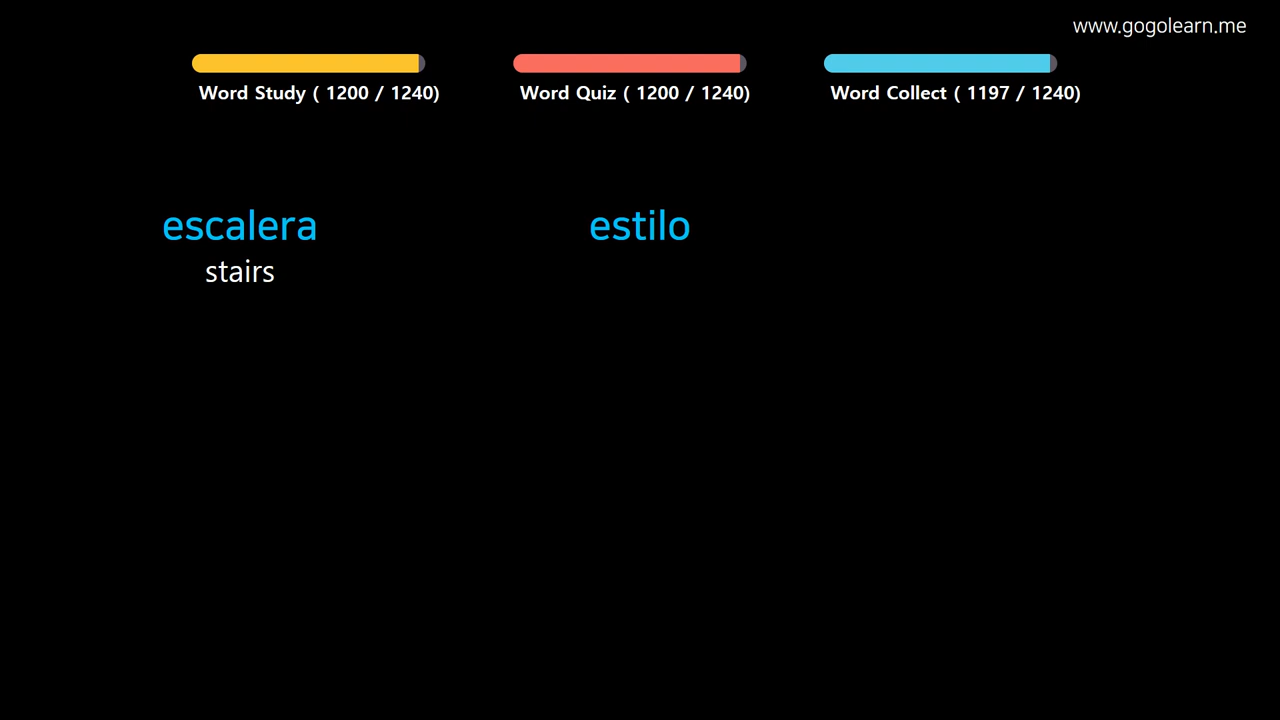 www.gogolearn.me
Word Study ( 1200 / 1240)
Word Quiz ( 1200 / 1240)
Word Collect ( 1197 / 1240)
escalera
stairs
estilo